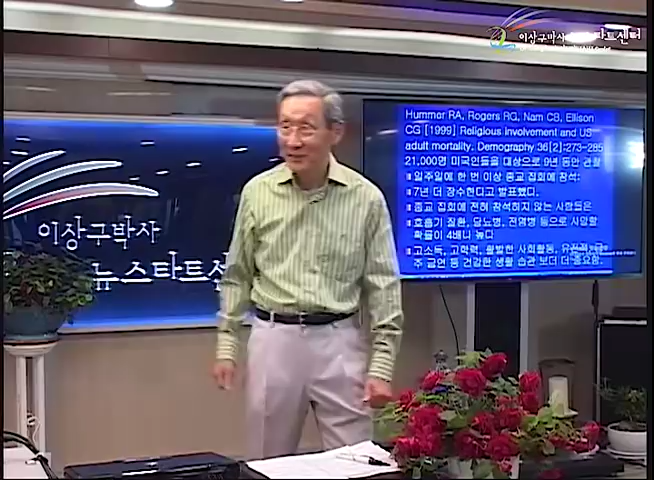 이상구박사 뉴스타트센터
Hummer RA, Rogers RG, Nam CB, Ellison
CG [1999] Religious involvement and US
adult mortality. Demography 36[2]:273-285
21,000명 미국인들을 대상으로 9년 동안 관찰
일주일에 한 번 이상 종교 집회에 참석:
7년 더 장수한다고 발표했다.
종교 집회에 전혀 참석하지 않는 사람들은
호흡기 질환, 당뇨병, 전염병 등으로 사망할
확률이 4배나 높다
고소득, 고학력, 활발한 사회활동,
주 금연 등 건강한 생활 습관 보더 더 중요함.
이상구박사
뉴스타트센